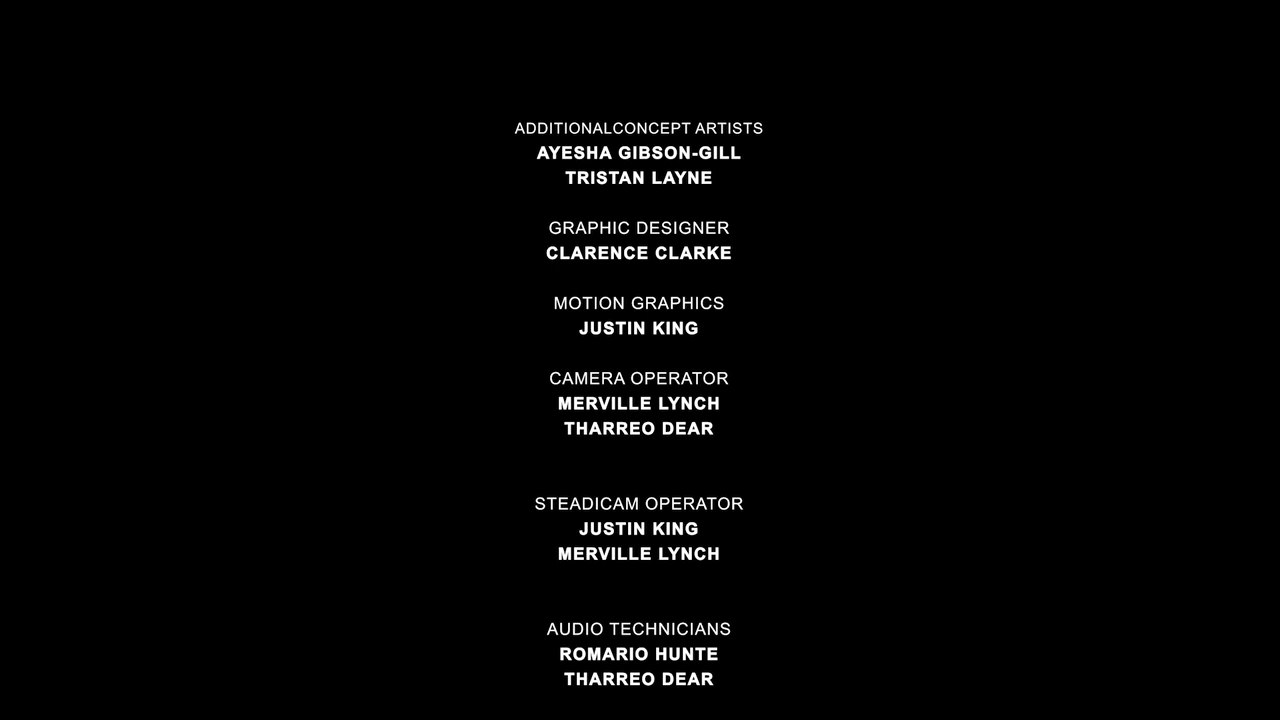 ADDITIONALCONCEPT ARTISTS
AYESHA GIBSON-GILL
TRISTAN LAYNE
GRAPHIC DESIGNER
CLARENCE CLARKE
MOTION GRAPHICS
JUSTIN KING
CAMERA OPERATOR
MERVILLE LYNCH
THARREO DEAR
STEADICAM OPERATOR
JUSTIN KING
MERVILLE LYNCH
AUDIO TECHNICIANS
ROMARIO HUNTE
THARREO DEAR